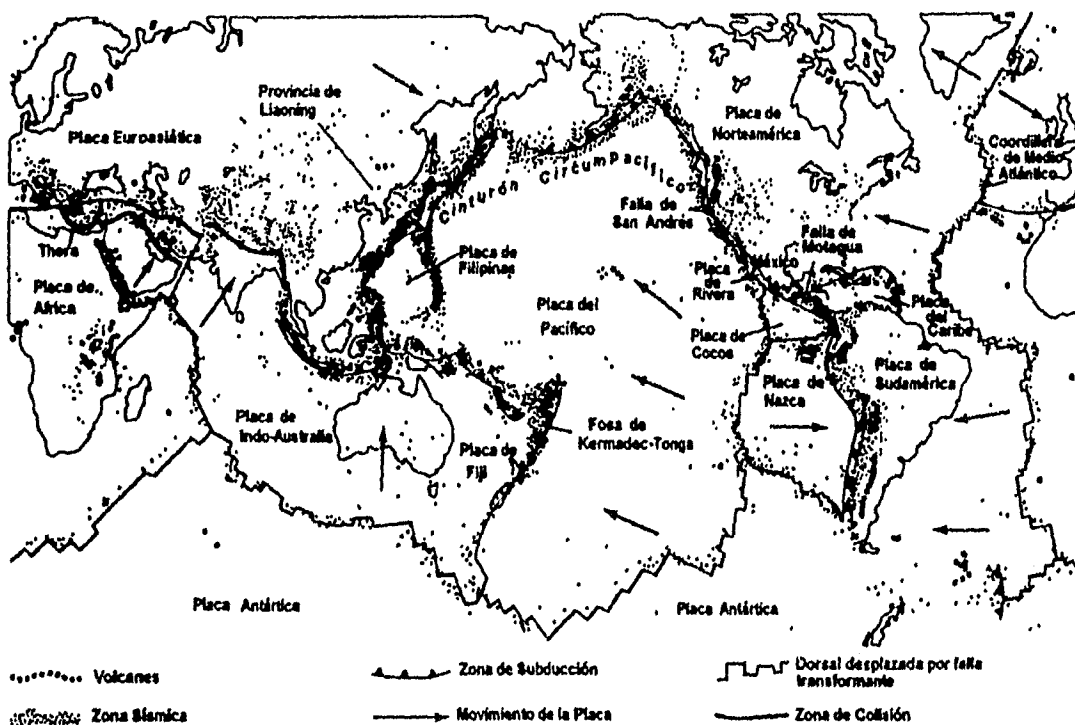 Provincia de
Liaoning
Placa Euroasiática
Placa de
Norteamérica
Coordillera
de Medio
Atlántico
Cinturón Circumpacífico
Falla de
San Andrés
Falla de
Motagua
Thera
Placa de
Filipinas
México
Placa de
Africa
Placa
de
Rivera
Placa del
Pacífico
Placa
del
Caribe
Placa de
Cocos
Placa de
Sudamérica
Placa de
Nazca
Placa de
Indo-Australia
Fosa de
Kermadec-Tonga
Placa de
Fiji
Placa Antártica
Placa Antártica
Volcanes
Zona de Subducción
Dorsal desplazada por falla
transformante
Zona Sísmica
Movimiento de la Placa
Zona de Colisión